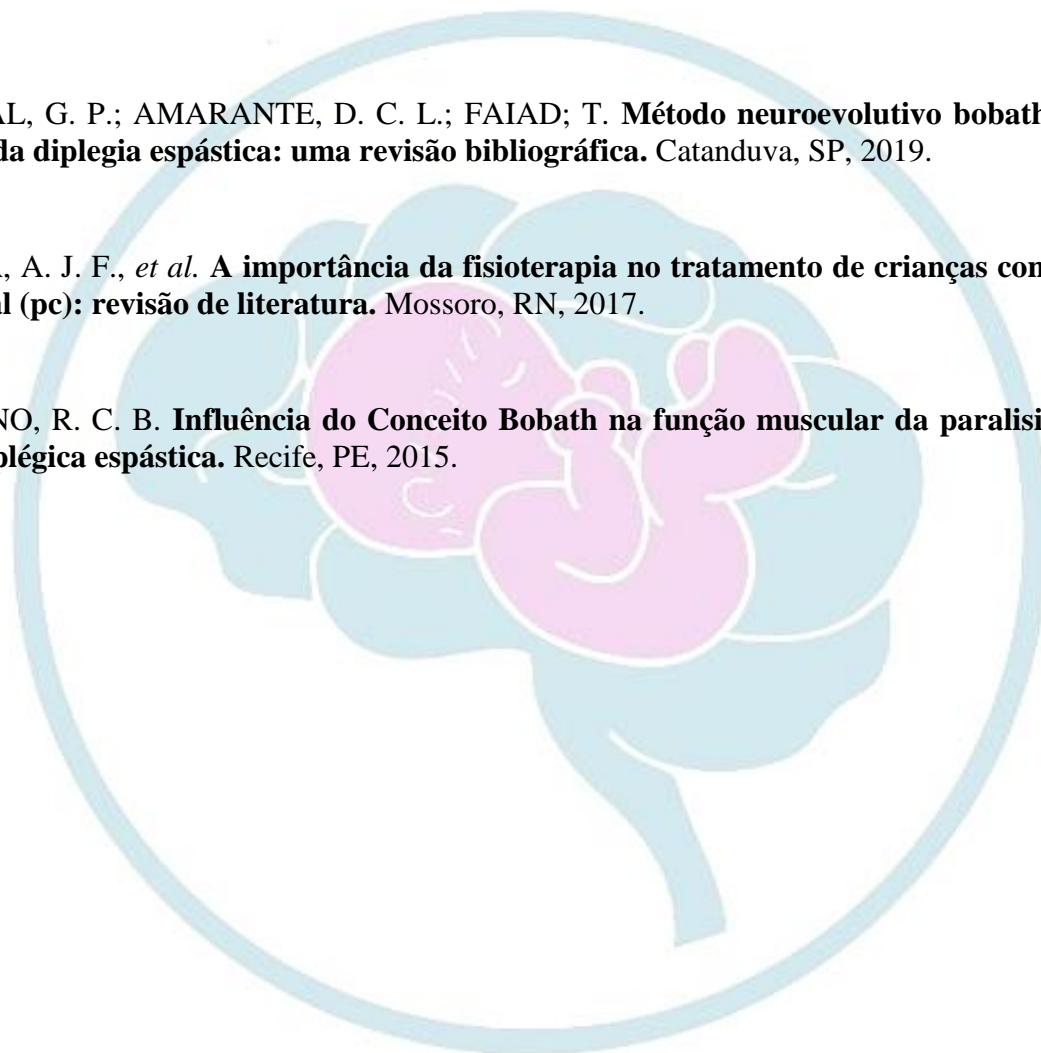 AL, G. P.; AMARANTE, D. C. L.; FAIAD; T. Método neuroevolutivo bobath
da diplegia espástica: uma revisão bibliográfica. Catanduva, SP, 2019.
, A. J. F., et al. A importância da fisioterapia no tratamento de crianças com
al (pc): revisão de literatura. Mossoro, RN, 2017.
NO, R. C. B. Influência do Conceito Bobath na função muscular da paralisi
plégica espástica. Recife, PE, 2015.